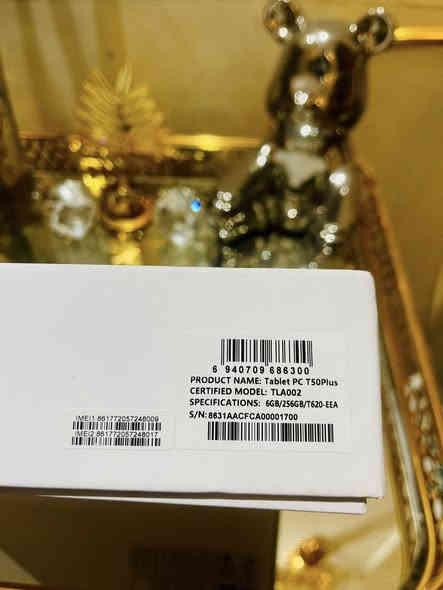 6 940709 686300
PRODUCT NAME: Tablet PC T50Plus
CERTIFIED MODEL: TLA002
SPECIFICATIONS: 6GB/256GB/T620-EEA
S/N:8631AACFCA00001700
IMEI1:861772057248009
IMEI2:861772057248017